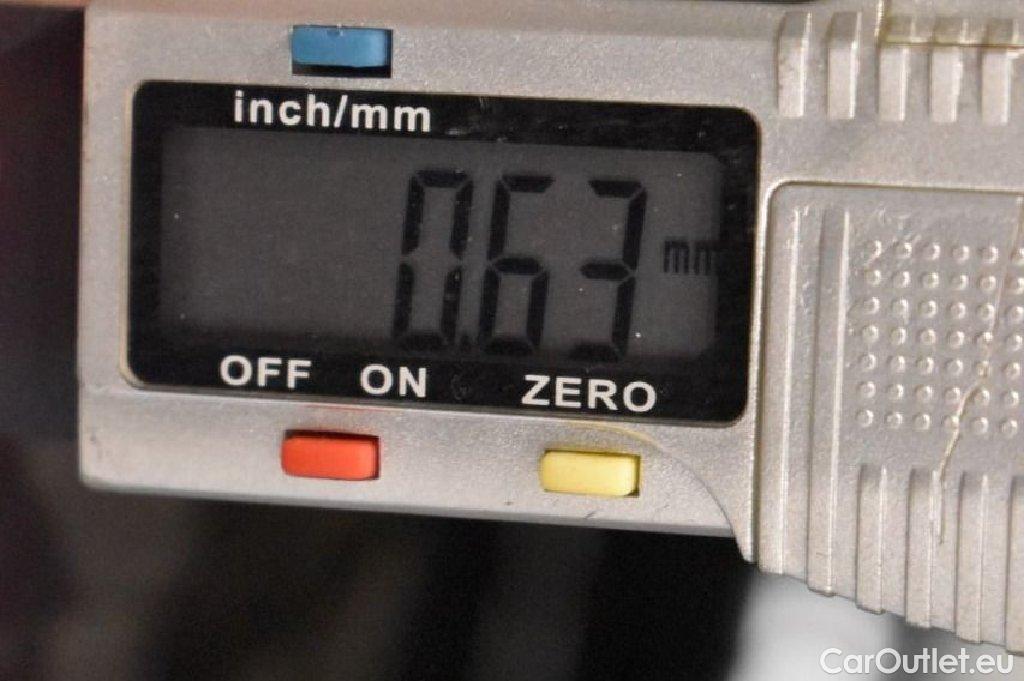 inch/mm
0.63 mm
OFF ON ZERO
CarOutlet.eu